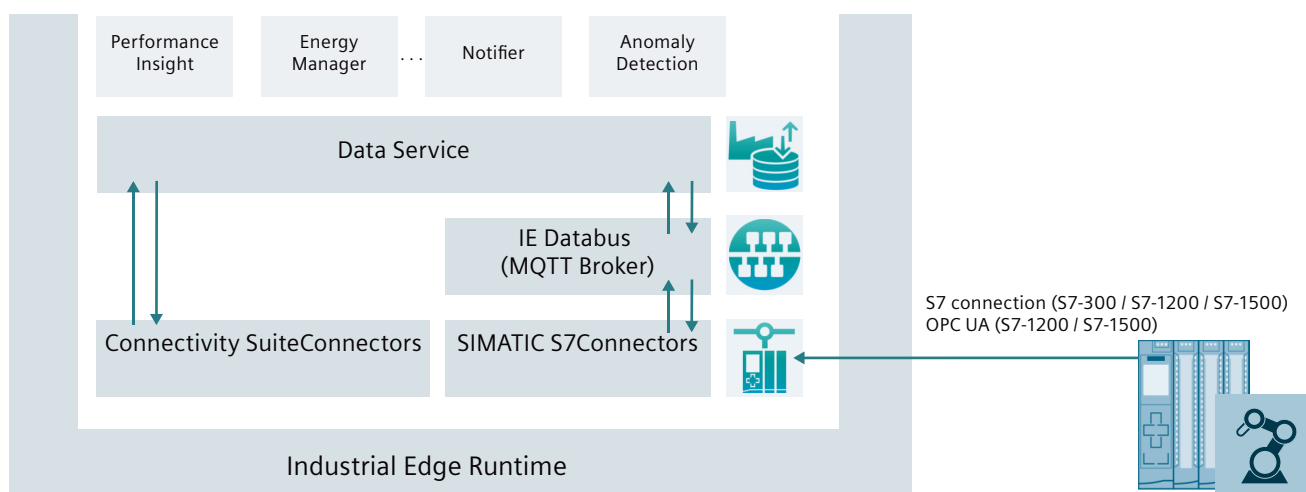 Performance
Insight
Energy
Manager
...
Notifier
Anomaly
Detection
Data Service
IE Databus
(MQTT Broker)
S7 connection (S7-300 / S7-1200 / S7-1500)
OPC UA (S7-1200 / S7-1500)
Connectivity SuiteConnectors
SIMATIC S7Connectors
Industrial Edge Runtime